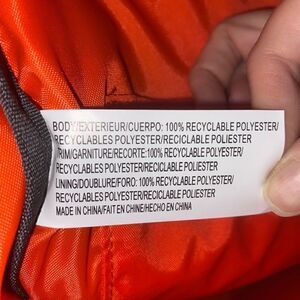 BODY/EXTERIEUR/CUERPO: 100% RECYCLABLE POLYESTER/
RECYCLABLES POLYESTER/RECICLABLE POLIESTER
TRIM/GARNITURE/RECORTE:100% RECYCLABLE POLYESTER/
RECYCLABLES POLYESTER/RECICLABLE POLIESTER
LINING/DOUBLURE/FORO: 100% RECYCLABLE POLYESTER/
RECYCLABLES POLYESTER/RECICLABLE POLIESTER
MADE IN CHINA/FAIT EN CHINE/HECHO EN CHINA